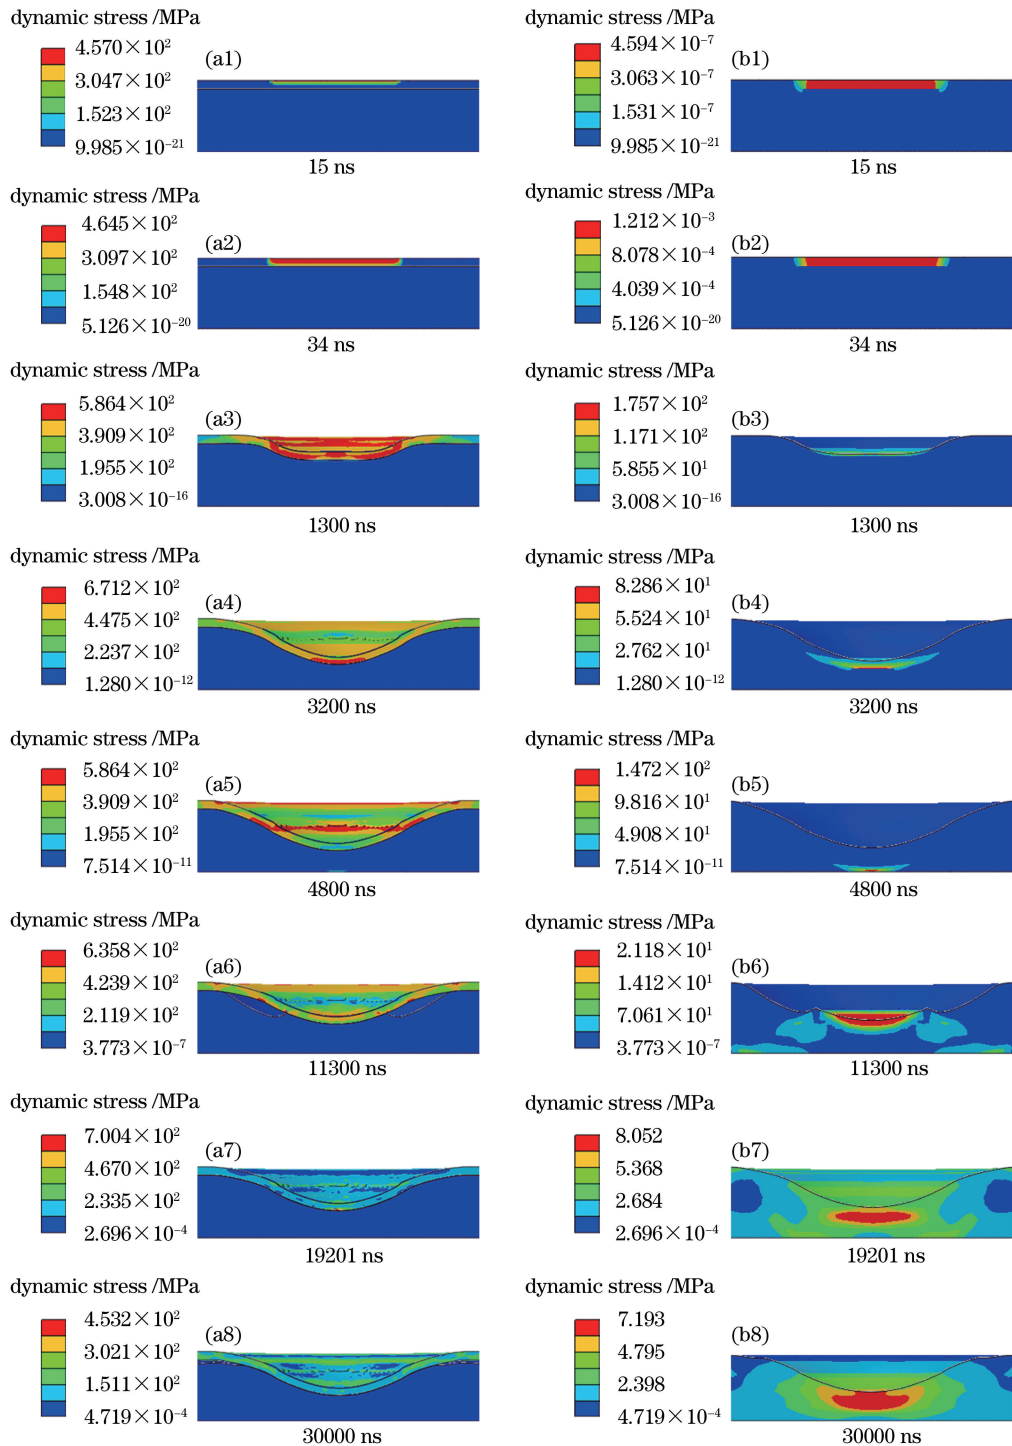 dynamic stress /MPa
4.570×10²
3.047×10²
1.523×10²
9.985×10⁻²¹
(a1)
15 ns
dynamic stress /MPa
4.594×10⁻⁷
3.063×10⁻⁷
1.531×10⁻⁷
9.985×10⁻²¹
(b1)
15 ns
dynamic stress /MPa
4.645×10²
3.097×10²
1.548×10²
5.126×10⁻²⁰
(a2)
34 ns
dynamic stress /MPa
1.212×10⁻³
8.078×10⁻⁴
4.039×10⁻⁴
5.126×10⁻²⁰
(b2)
34 ns
dynamic stress /MPa
5.864×10²
3.909×10²
1.955×10²
3.008×10⁻¹⁶
(a3)
1300 ns
dynamic stress /MPa
1.757×10²
1.171×10²
5.855×10¹
3.008×10⁻¹⁶
(b3)
1300 ns
dynamic stress /MPa
6.712×10²
4.475×10²
2.237×10²
1.280×10⁻¹²
(a4)
3200 ns
dynamic stress /MPa
8.286×10¹
5.524×10¹
2.762×10¹
1.280×10⁻¹²
(b4)
3200 ns
dynamic stress /MPa
5.864×10²
3.909×10²
1.955×10²
7.514×10⁻¹¹
(a5)
4800 ns
dynamic stress /MPa
1.472×10²
9.816×10¹
4.908×10¹
7.514×10⁻¹¹
(b5)
4800 ns
dynamic stress /MPa
6.358×10²
4.239×10²
2.119×10²
3.773×10⁻⁷
(a6)
11300 ns
dynamic stress /MPa
2.118×10¹
1.412×10¹
7.061×10¹
3.773×10⁻⁷
(b6)
11300 ns
dynamic stress /MPa
7.004×10²
4.670×10²
2.335×10²
2.696×10⁻⁴
(a7)
19201 ns
dynamic stress /MPa
8.052
5.368
2.684
2.696×10⁻⁴
(b7)
19201 ns
dynamic stress /MPa
4.532×10²
3.021×10²
1.511×10²
4.719×10⁻⁴
(a8)
30000 ns
dynamic stress /MPa
7.193
4.795
2.398
4.719×10⁻⁴
(b8)
30000 ns